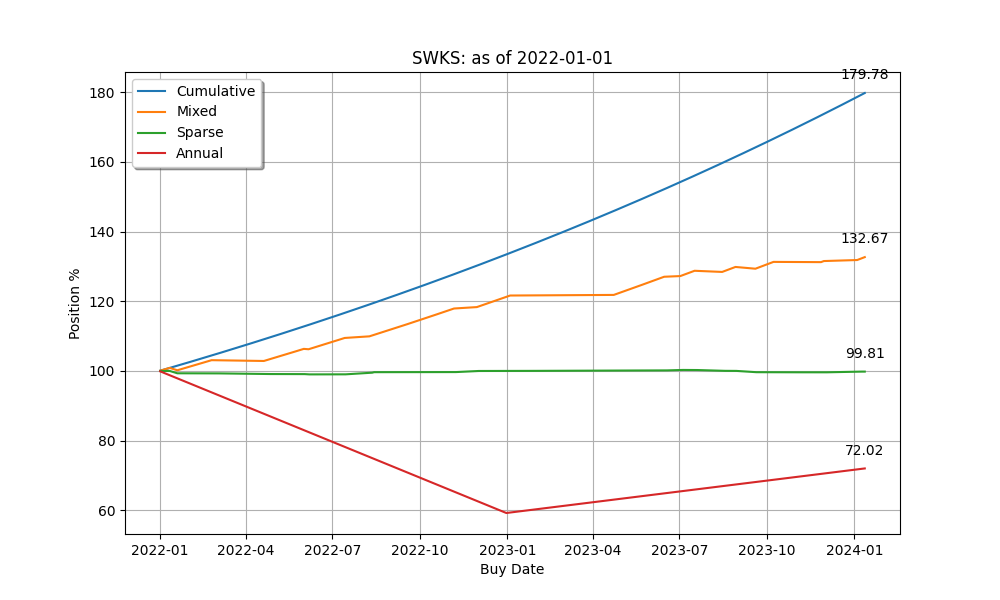 SWKS: as of 2022-01-01
179.78
180
Cumulative
Mixed
Sparse
Annual
160
140
132.67
120
99.81
100
80
72.02
60
Position %
2022-01 2022-04 2022-07 2022-10 2023-01 2023-04 2023-07 2023-10 2024-01
Buy Date